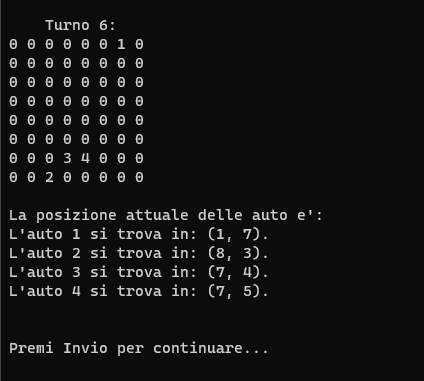 Turno 6:
0 0 0 0 0 0 1 0
0 0 0 0 0 0 0 0
0 0 0 0 0 0 0 0
0 0 0 0 0 0 0 0
0 0 0 0 0 0 0 0
0 0 0 0 0 0 0 0
0 0 0 3 4 0 0 0
0 0 2 0 0 0 0 0
La posizione attuale delle auto e':
L'auto 1 si trova in: (1, 7).
L'auto 2 si trova in: (8, 3).
L'auto 3 si trova in: (7, 4).
L'auto 4 si trova in: (7, 5).
Premi Invio per continuare...